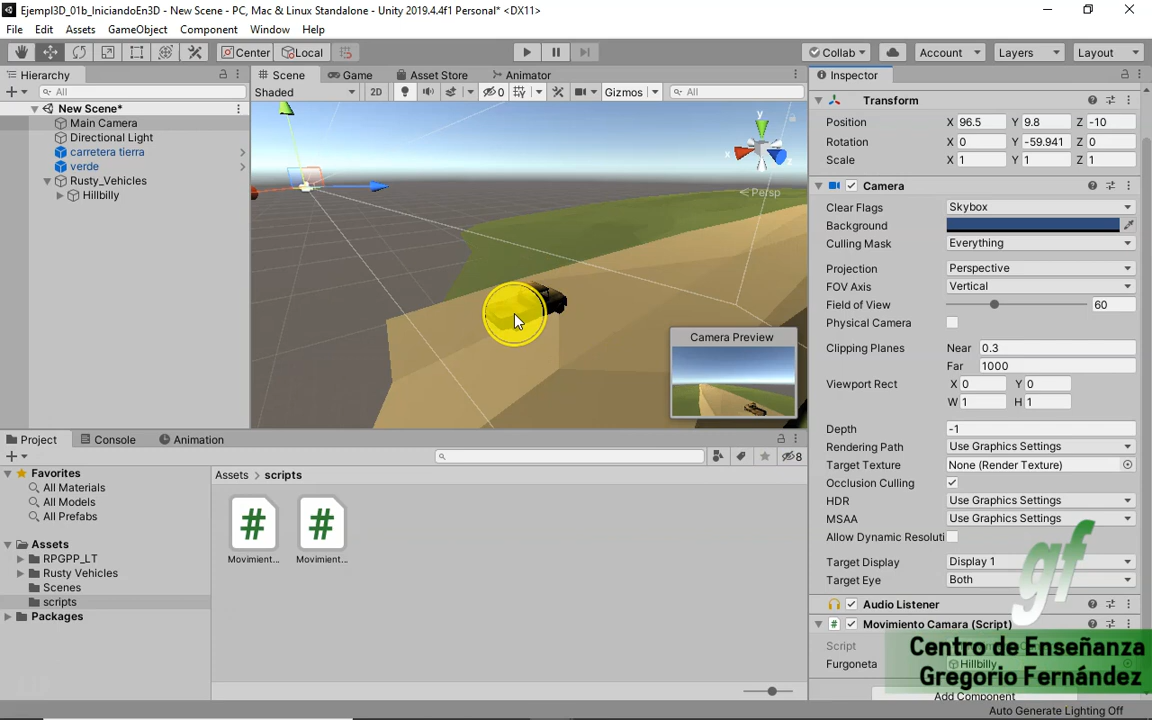 Ejempl3D_01b_IniciandoEn3D - New Scene - PC, Mac & Linux Standalone - Unity 2019.4.4f1 Personal* <DX11>
File Edit Assets GameObject Component Window Help
Center Local Collab Account Layers Layout
Hierarchy
All
New Scene*
Main Camera
Directional Light
carretera tierra
verde
Rusty_Vehicles
Hillbilly
Scene Game Asset Store Animator
Shaded 2D 0 Gizmos All
y
x
z
Persp
Camera Preview
Inspector
Transform
Position X 96.5 Y 9.8 Z -10
Rotation X 0 Y -59.941 Z 0
Scale X 1 Y 1 Z 1
Camera
Clear Flags Skybox
Background
Culling Mask Everything
Projection Perspective
FOV Axis Vertical
Field of View 60
Physical Camera
Clipping Planes Near 0.3
Far 1000
Viewport Rect X 0 Y 0
W 1 H 1
Depth -1
Rendering Path Use Graphics Settings
Target Texture None (Render Texture)
Occlusion Culling
HDR Use Graphics Settings
MSAA Use Graphics Settings
Allow Dynamic Resoluti
Target Display Display 1
Target Eye Both
Audio Listener
Movimiento Camara (Script)
Script
Furgoneta Hillbilly
Add Component
gf
Centro de Enseñanza
Gregorio Fernández
Project Console Animation
8
Favorites
All Materials
All Models
All Prefabs
Assets
RPGPP_LT
Rusty Vehicles
Scenes
scripts
Packages
Assets > scripts
# #
Movimient... Movimient...
Auto Generate Lighting Off